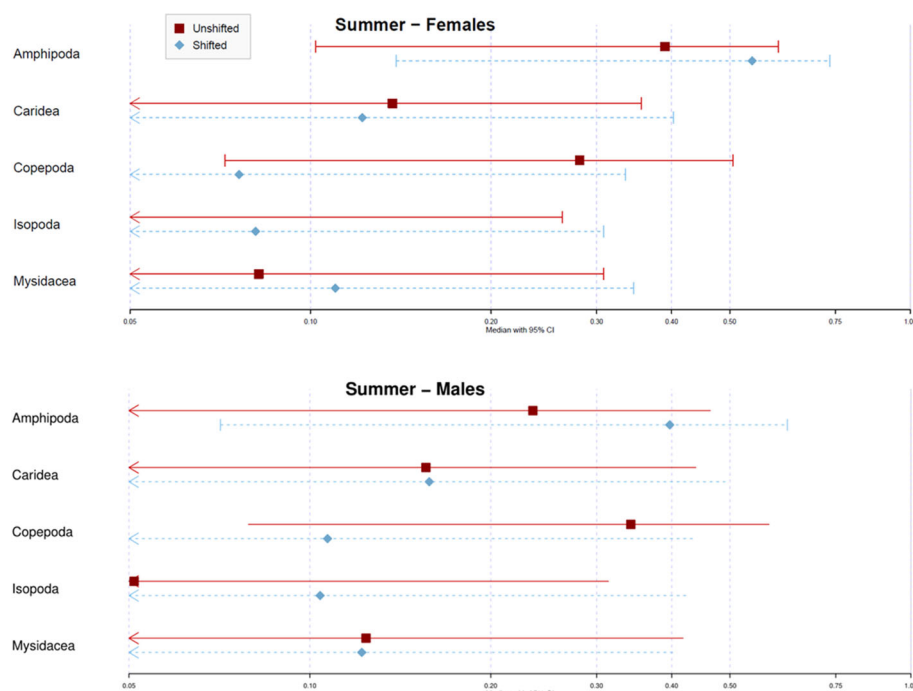 Summer – Females
Unshifted
Shifted
Amphipoda
Caridea
Copepoda
Isopoda
Mysidacea
0.05 0.10 0.20 0.30 0.40 0.50 0.75 1.0
Median with 95% CI
Summer – Males
Amphipoda
Caridea
Copepoda
Isopoda
Mysidacea
0.05 0.10 0.20 0.30 0.40 0.50 0.75 1.0